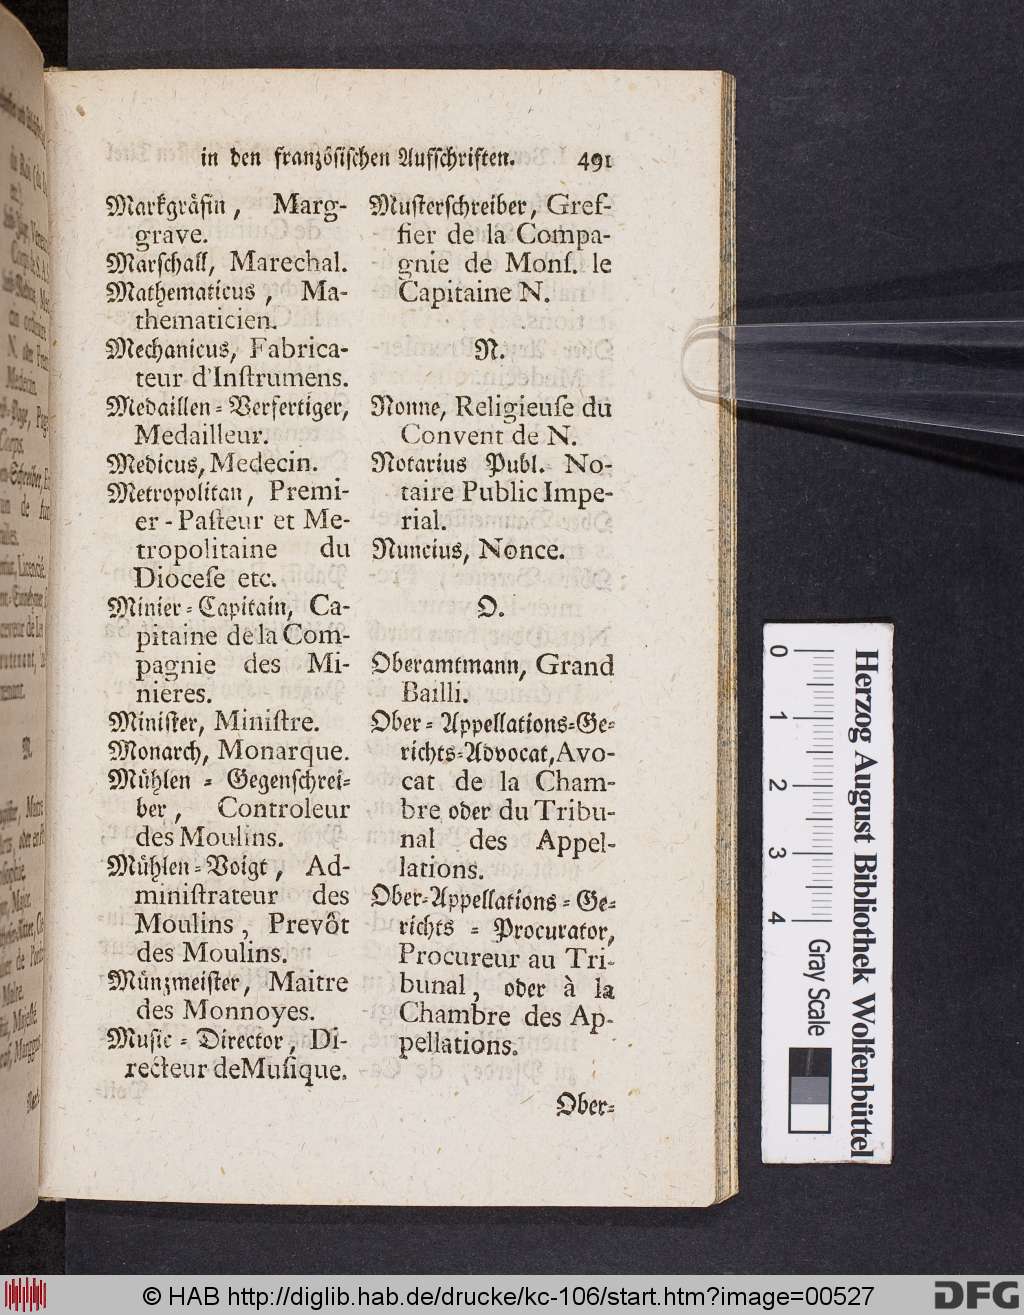 in den französischen Aufschriften. 491
Markgräfin, Marg-
grave.
Marſchall, Marechal.
Mathematicus, Ma-
thematicien.
Mechanicus, Fabrica-
teur d'Inſtrumens.
Medaillen-Verfertiger,
Medailleur.
Medicus, Medecin.
Metropolitan, Premi-
er-Paſteur et Me-
tropolitaine du
Dioceſe etc.
Minier-Capitain, Ca-
pitaine de la Com-
pagnie des Mi-
nieres.
Miniſter, Miniſtre.
Monarch, Monarque.
Mühlen-Gegenſchrei-
ber, Controleur
des Moulins.
Mühlen-Voigt, Ad-
miniſtrateur des
Moulins, Prevôt
des Moulins.
Münzmeiſter, Maitre
des Monnoyes.
Muſic-Director, Di-
recteur de Muſique.
Muſterſchreiber, Gref-
fier de la Compa-
gnie de Monſ. le
Capitaine N.
N.
Nonne, Religieuſe du
Convent de N.
Notarius Publ. No-
taire Public Impe-
rial.
Nuncius, Nonce.
O.
Oberamtmann, Grand
Bailli.
Ober-Appellations-Ge-
richts-Advocat, Avo-
cat de la Cham-
bre oder du Tribu-
nal des Appel-
lations.
Ober-Appellations-Ge-
richts-Procurator,
Procureur au Tri-
bunal, oder à la
Chambre des Ap-
pellations.
Ober-
0 1 2 3 4 Gray Scale
Herzog August Bibliothek Wolfenbüttel
© HAB http://diglib.hab.de/drucke/kc-106/start.htm?image=00527
DFG